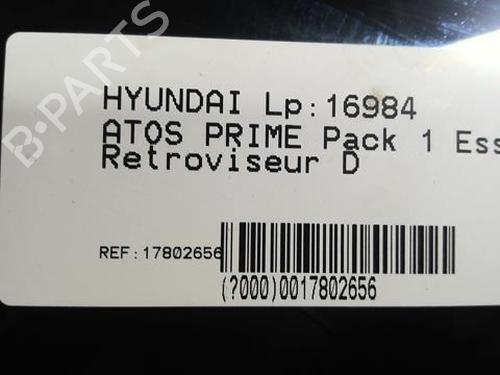 B-PARTS
HYUNDAI Lp:16984
ATOS PRIME Pack 1 Ess
Retroviseur D
REF:17802656
(?000)0017802656